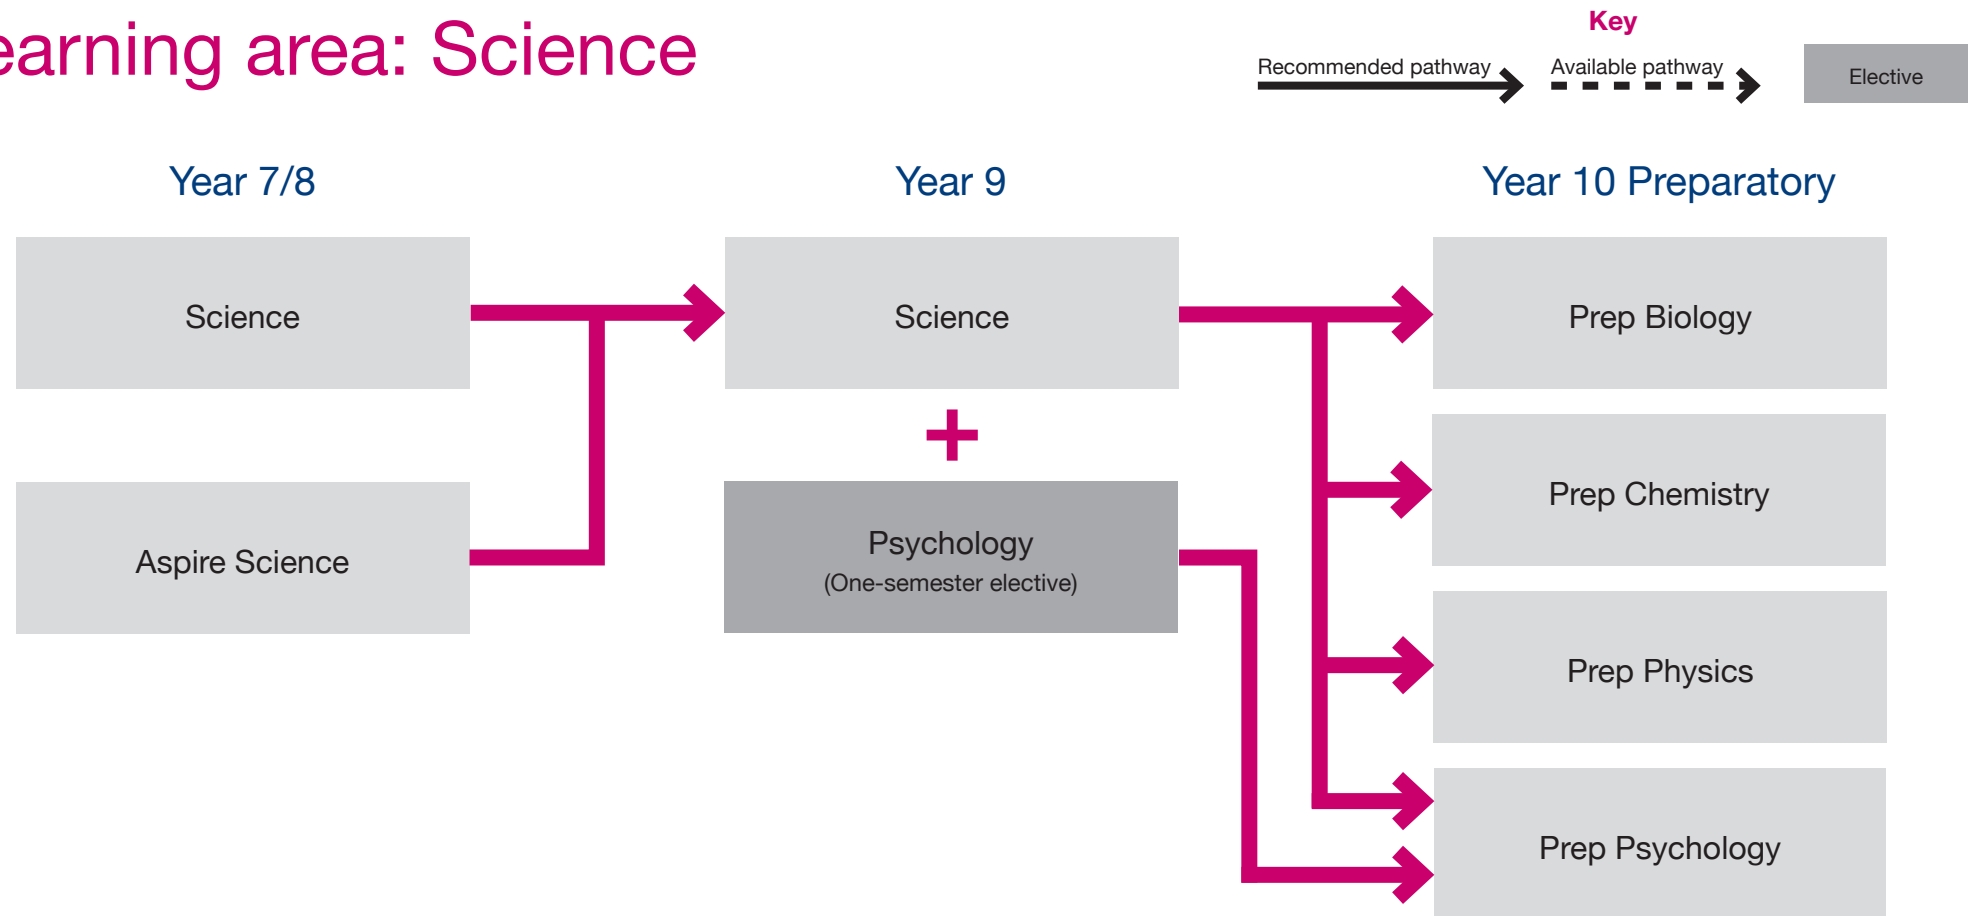 earning area: Science
Key
Recommended pathway
Available pathway
Elective
Year 7/8
Year 9
Year 10 Preparatory
Science
Science
Prep Biology
+
Prep Chemistry
Aspire Science
Psychology
(One-semester elective)
Prep Physics
Prep Psychology